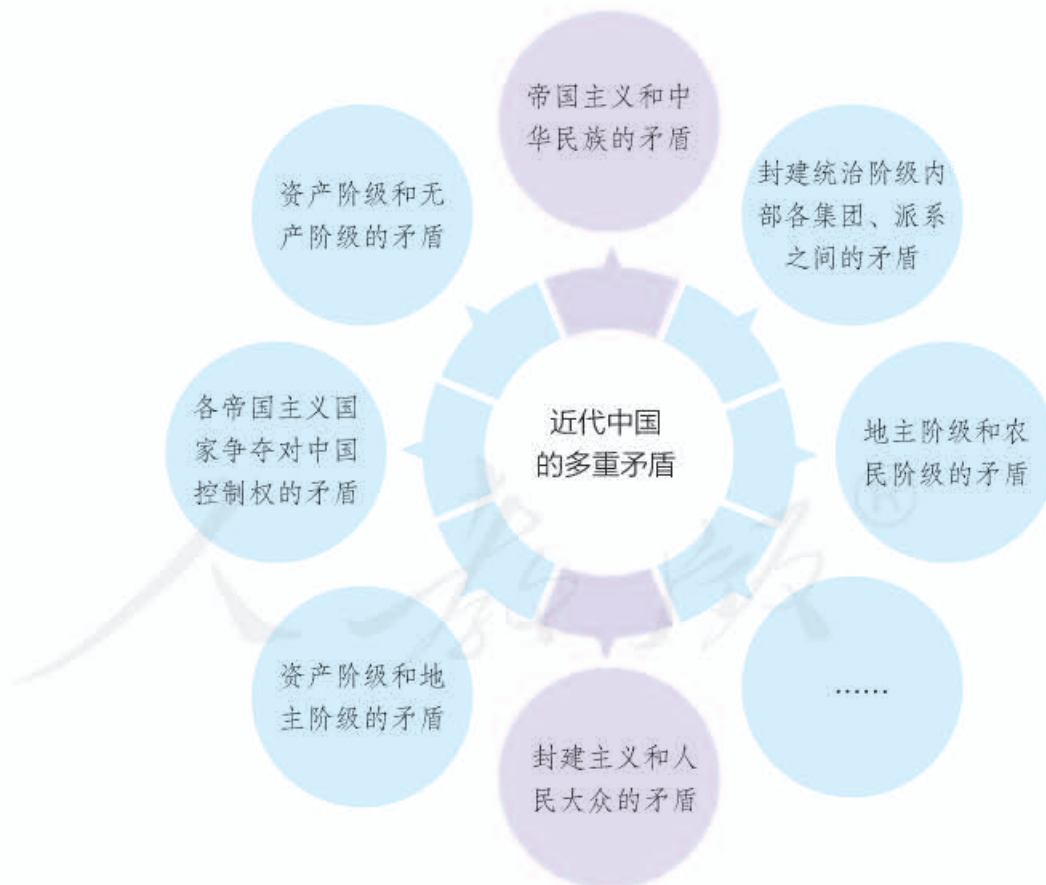 帝国主义和中
华民族的矛盾
封建统治阶级内
部各集团、派系
之间的矛盾
地主阶级和农
民阶级的矛盾
......
封建主义和人
民大众的矛盾
资产阶级和地
主阶级的矛盾
各帝国主义国
家争夺对中国
控制权的矛盾
资产阶级和无
产阶级的矛盾
近代中国
的多重矛盾
人教版®